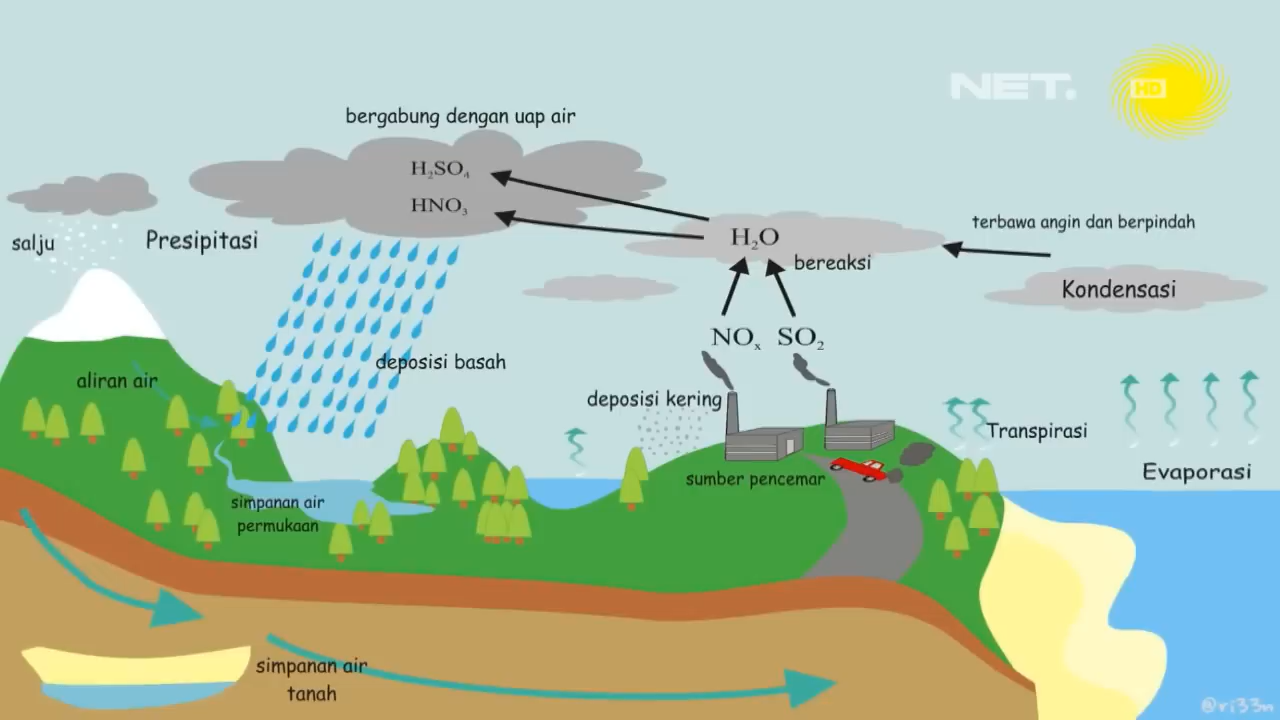 NET.
HD
bergabung dengan uap air
H₂SO₄
HNO₃
terbawa angin dan berpindah
salju
Presipitasi
H₂O
bereaksi
Kondensasi
NOₓ SO₂
deposisi basah
aliran air
deposisi kering
Transpirasi
Evaporasi
sumber pencemar
simpanan air
permukaan
simpanan air
tanah
@ri33n